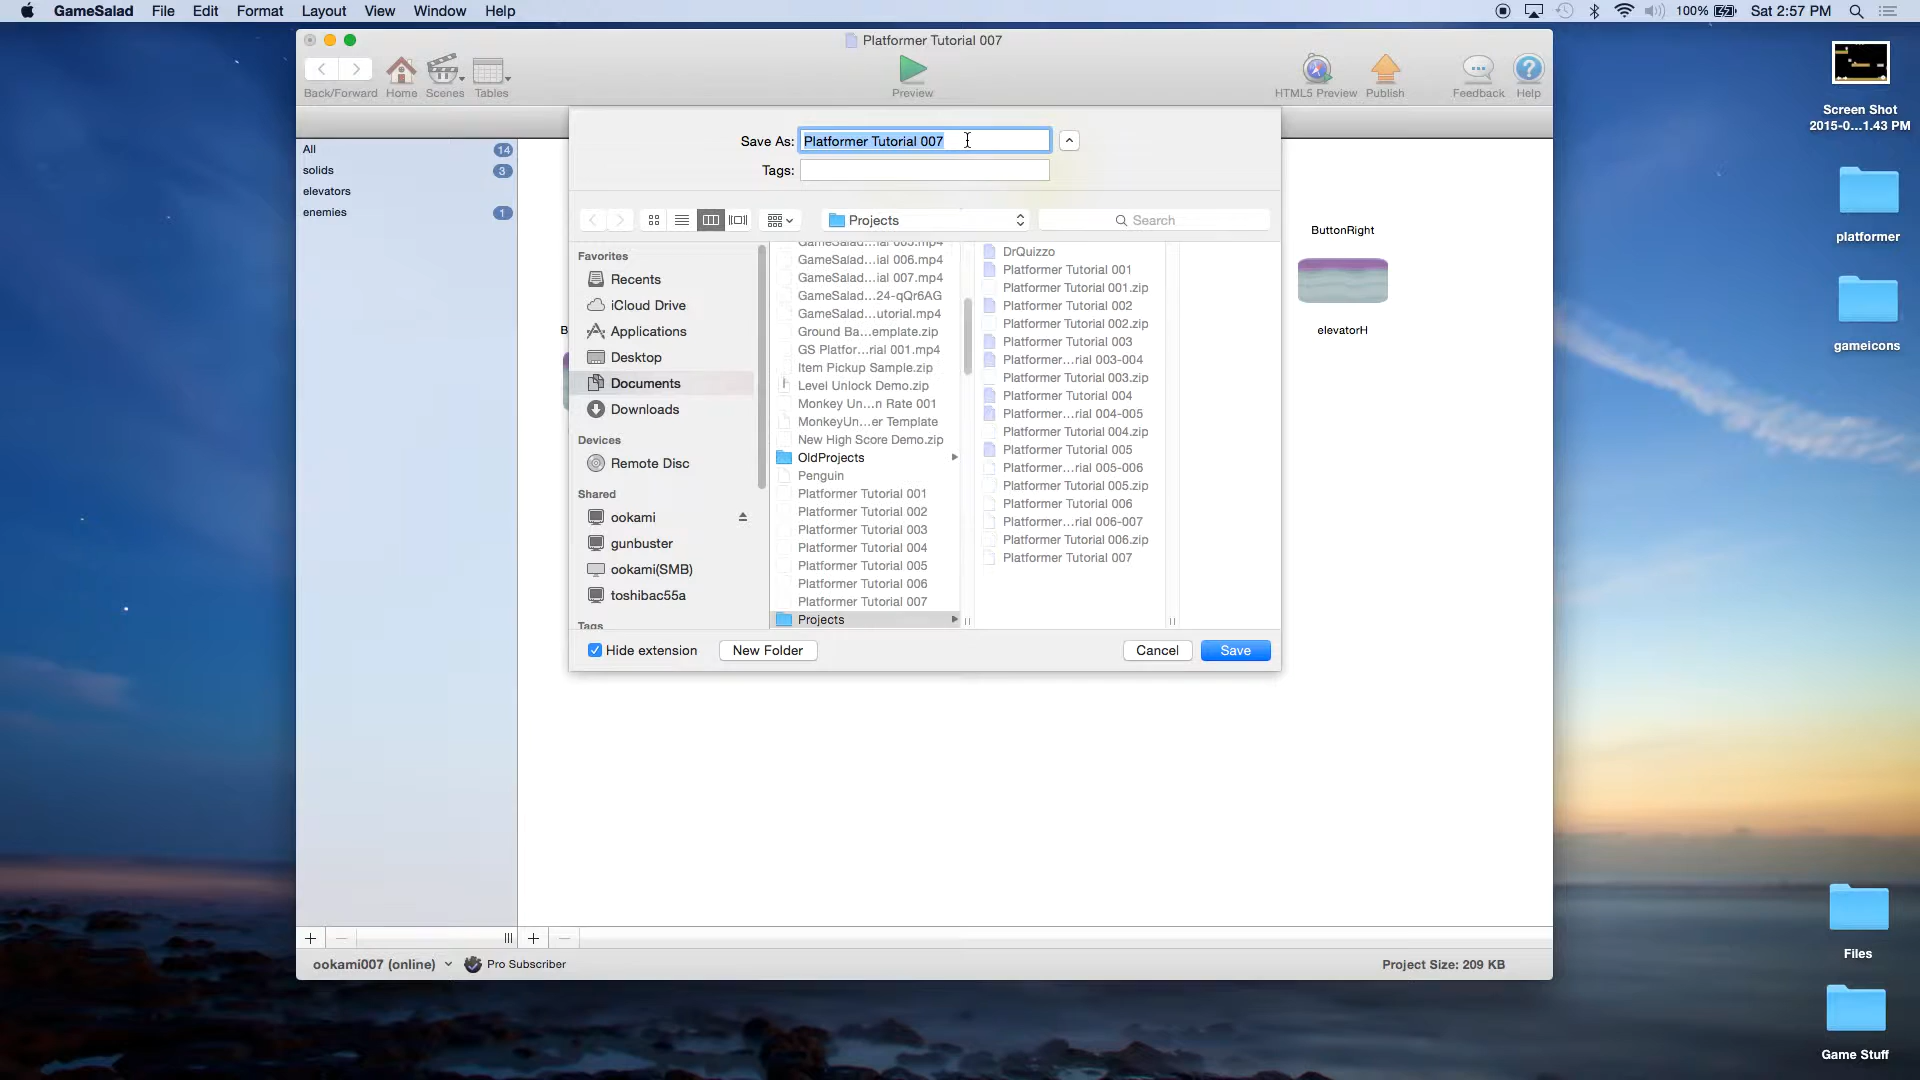 GameSalad File Edit Format Layout View Window Help 100% Sat 2:57 PM
Platformer Tutorial 007
Back/Forward Home Scenes Tables Preview HTML5 Preview Publish Feedback Help
All 14
solids 3
elevators
enemies 1
Save As: Platformer Tutorial 007
Tags:
Projects
Search
Favorites
Recents
iCloud Drive
Applications
Desktop
Documents
Downloads
Devices
Remote Disc
Shared
ookami
gunbuster
ookami(SMB)
toshibac55a
Tags
GameSalad...ial 006.mp4
GameSalad...ial 007.mp4
GameSalad...24-qQr6AG
GameSalad...utorial.mp4
Ground Ba...emplate.zip
GS Platfor...rial 001.mp4
Item Pickup Sample.zip
Level Unlock Demo.zip
Monkey Un...n Rate 001
MonkeyUn...er Template
New High Score Demo.zip
OldProjects
Penguin
Platformer Tutorial 001
Platformer Tutorial 002
Platformer Tutorial 003
Platformer Tutorial 004
Platformer Tutorial 005
Platformer Tutorial 006
Platformer Tutorial 007
Projects
DrQuizzo
Platformer Tutorial 001
Platformer Tutorial 001.zip
Platformer Tutorial 002
Platformer Tutorial 002.zip
Platformer Tutorial 003
Platformer...rial 003-004
Platformer Tutorial 003.zip
Platformer Tutorial 004
Platformer...rial 004-005
Platformer Tutorial 004.zip
Platformer Tutorial 005
Platformer...rial 005-006
Platformer Tutorial 005.zip
Platformer Tutorial 006
Platformer...rial 006-007
Platformer Tutorial 006.zip
Platformer Tutorial 007
Hide extension New Folder Cancel Save
B
ButtonRight
elevatorH
ookami007 (online) Pro Subscriber Project Size: 209 KB
Screen Shot
2015-0...1.43 PM
platformer
gameicons
Files
Game Stuff